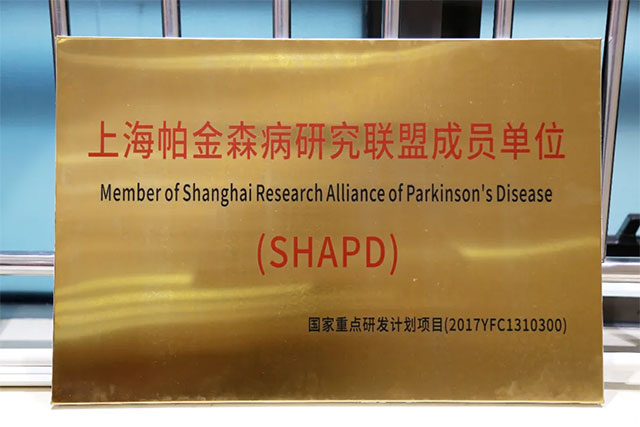 上海帕金森病研究联盟成员单位
Member of Shanghai Research Alliance of Parkinson's Disease
(SHAPD)
国家重点研发计划项目(2017YFC1310300)